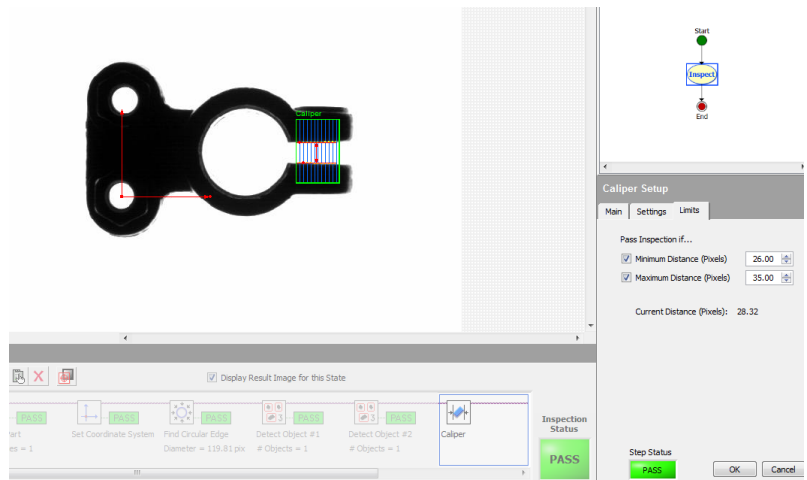 Start
Inspect
End
Caliper
Caliper Setup
Main Settings Limits
Pass Inspection if...
Minimum Distance (Pixels) 26.00
Maximum Distance (Pixels) 35.00
Current Distance (Pixels): 28.32
Display Result Image for this State
PASS PASS PASS PASS PASS
art Set Coordinate System Find Circular Edge Detect Object #1 Detect Object #2 Caliper
es = 1 Diameter = 119.81 pix # Objects = 1 # Objects = 1
Inspection
Status
PASS
Step Status
PASS OK Cancel